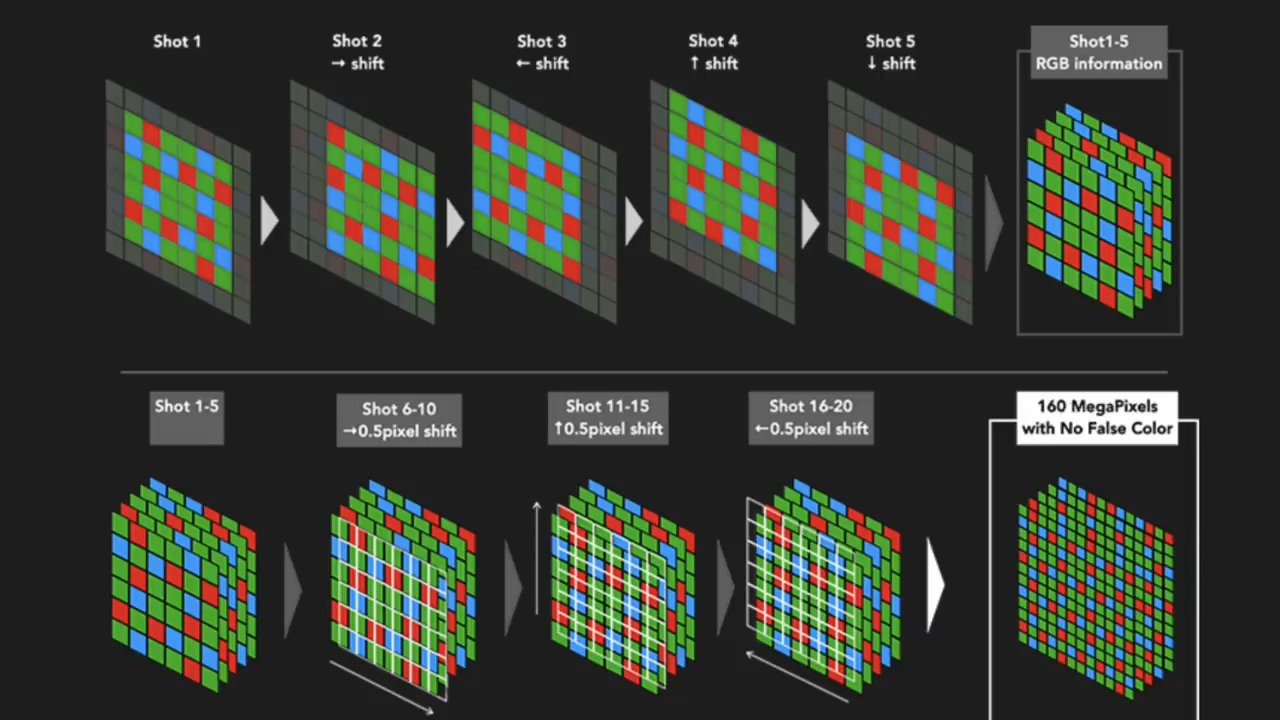 Shot 1
Shot 2
→ shift
Shot 3
← shift
Shot 4
↑ shift
Shot 5
↓ shift
Shot1-5
RGB information
Shot 1-5
Shot 6-10
→0.5pixel shift
Shot 11-15
↑0.5pixel shift
Shot 16-20
←0.5pixel shift
160 MegaPixels
with No False Color